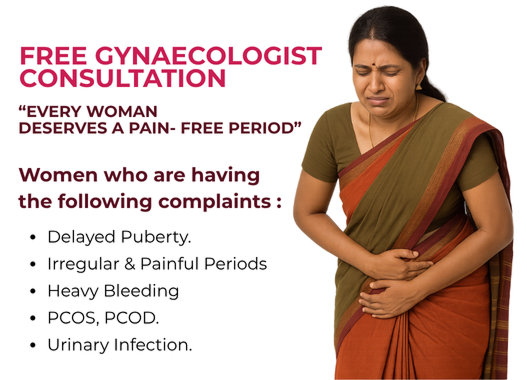 FREE GYNAECOLOGIST
CONSULTATION
“EVERY WOMAN
DESERVES A PAIN- FREE PERIOD”
Women who are having
the following complaints :
• Delayed Puberty.
• Irregular & Painful Periods
• Heavy Bleeding
• PCOS, PCOD.
• Urinary Infection.